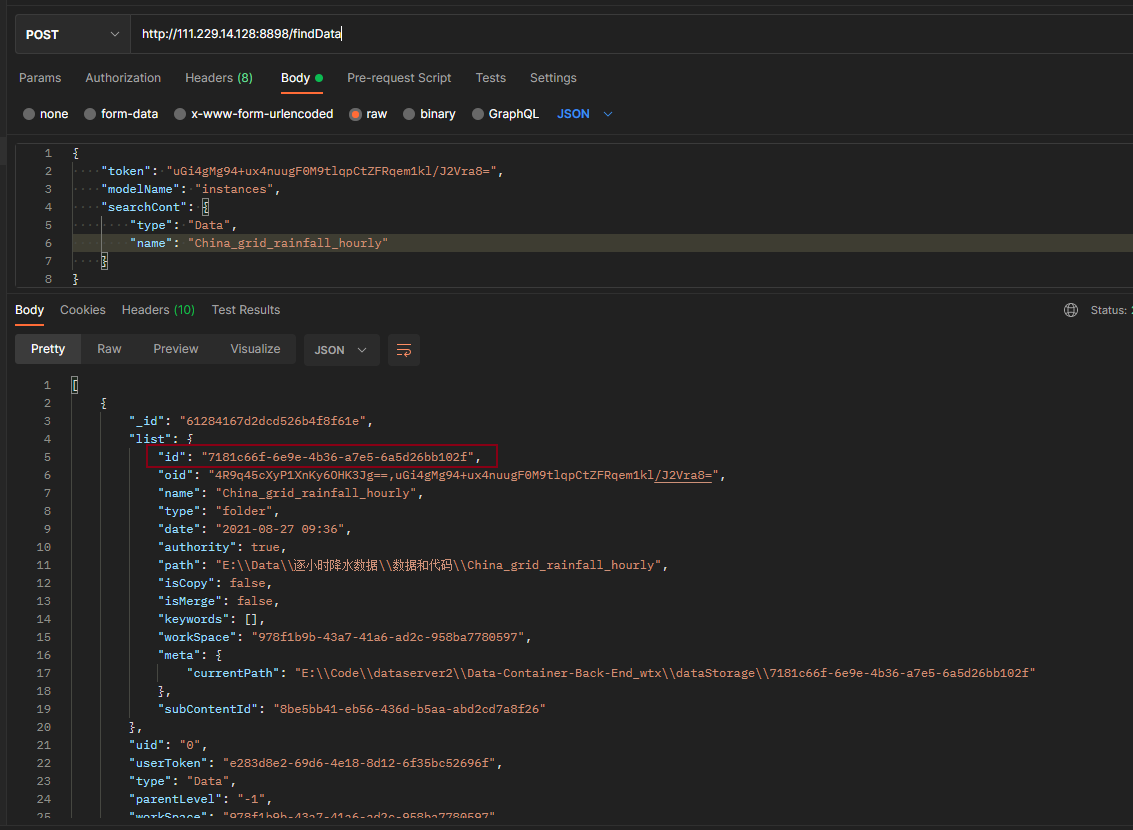 POST http://111.229.14.128:8898/findData
Params Authorization Headers (8) Body Pre-request Script Tests Settings
none form-data x-www-form-urlencoded raw binary GraphQL JSON
1 {
2 "token": "uGi4gMg94+ux4nuugF0M9tlqpCtZFRqem1kl/J2Vra8=",
3 "modelName": "instances",
4 "searchCont": {
5 "type": "Data",
6 "name": "China_grid_rainfall_hourly"
7 }
8 }
Body Cookies Headers (10) Test Results Status:
Pretty Raw Preview Visualize JSON
1 [
2 {
3 "_id": "61284167d2dcd526b4f8f61e",
4 "list": {
5 "id": "7181c66f-6e9e-4b36-a7e5-6a5d26bb102f",
6 "oid": "4R9q45cXyP1XnKy6OHK3Jg==,uGi4gMg94+ux4nuugF0M9tlqpCtZFRqem1kl/J2Vra8=",
7 "name": "China_grid_rainfall_hourly",
8 "type": "folder",
9 "date": "2021-08-27 09:36",
10 "authority": true,
11 "path": "E:\\Data\\逐小时降水数据\\数据和代码\\China_grid_rainfall_hourly",
12 "isCopy": false,
13 "isMerge": false,
14 "keywords": [],
15 "workSpace": "978f1b9b-43a7-41a6-ad2c-958ba7780597",
16 "meta": {
17 "currentPath": "E:\\Code\\dataserver2\\Data-Container-Back-End_wtx\\dataStorage\\7181c66f-6e9e-4b36-a7e5-6a5d26bb102f"
18 },
19 "subContentId": "8be5bb41-eb56-436d-b5aa-abd2cd7a8f26"
20 },
21 "uid": "0",
22 "userToken": "e283d8e2-69d6-4e18-8d12-6f35bc52696f",
23 "type": "Data",
24 "parentLevel": "-1",
25 "workSpace": "978f1b9b-43a7-41a6-ad2c-958ba7780597"